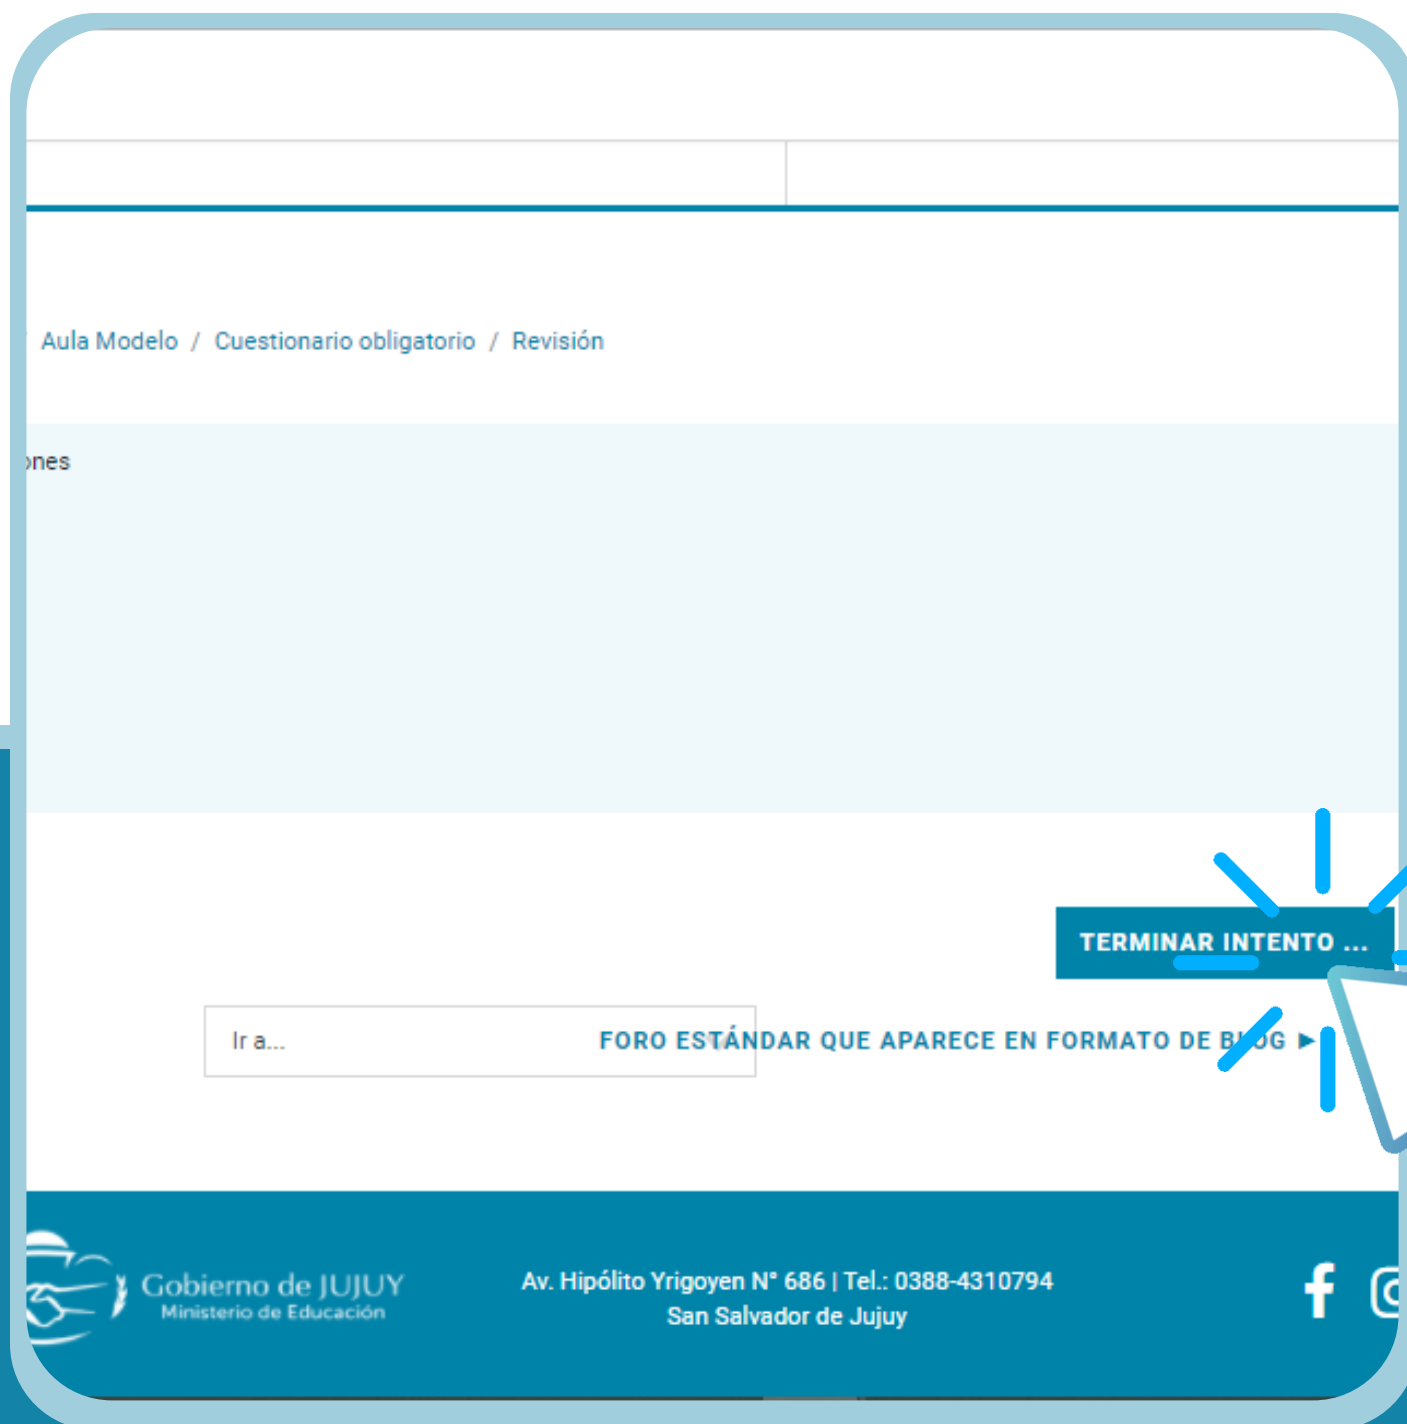 / Aula Modelo / Cuestionario obligatorio / Revisión
ones
TERMINAR INTENTO ...
Ir a...
FORO ESTÁNDAR QUE APARECE EN FORMATO DE BLOG ►
Gobierno de JUJUY
Ministerio de Educación
Av. Hipólito Yrigoyen N° 686 | Tel.: 0388-4310794
San Salvador de Jujuy